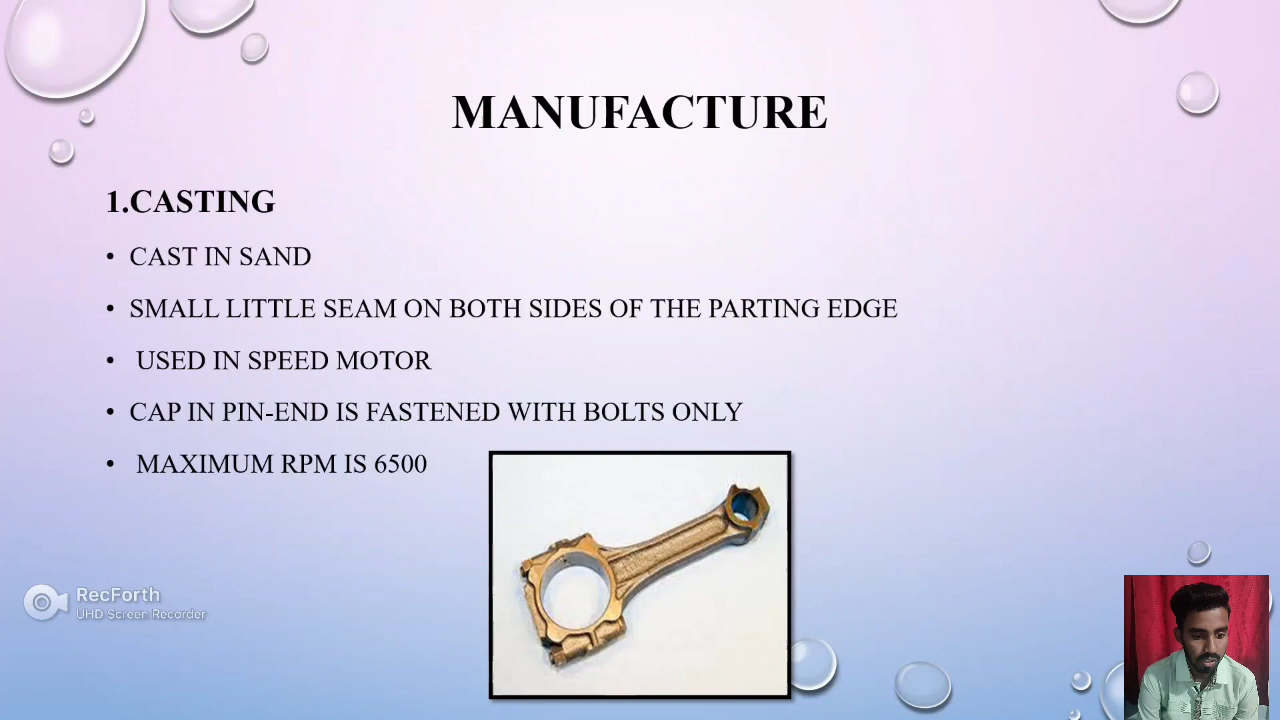 MANUFACTURE
1.CASTING
• CAST IN SAND
• SMALL LITTLE SEAM ON BOTH SIDES OF THE PARTING EDGE
• USED IN SPEED MOTOR
• CAP IN PIN-END IS FASTENED WITH BOLTS ONLY
• MAXIMUM RPM IS 6500
RecForth
UHD Screen Recorder